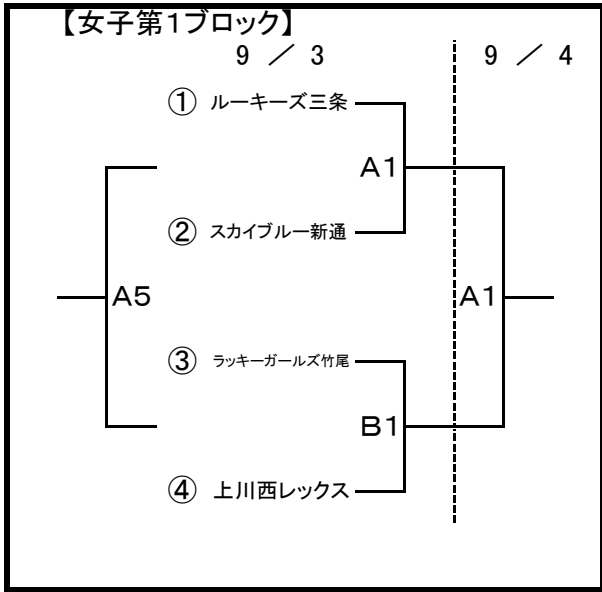 【女子第1ブロック】
９ ／ ３
９ ／ ４
① ルーキーズ三条
A1
② スカイブルー新通
A5
A1
③ ラッキーガールズ竹尾
B1
④ 上川西レックス